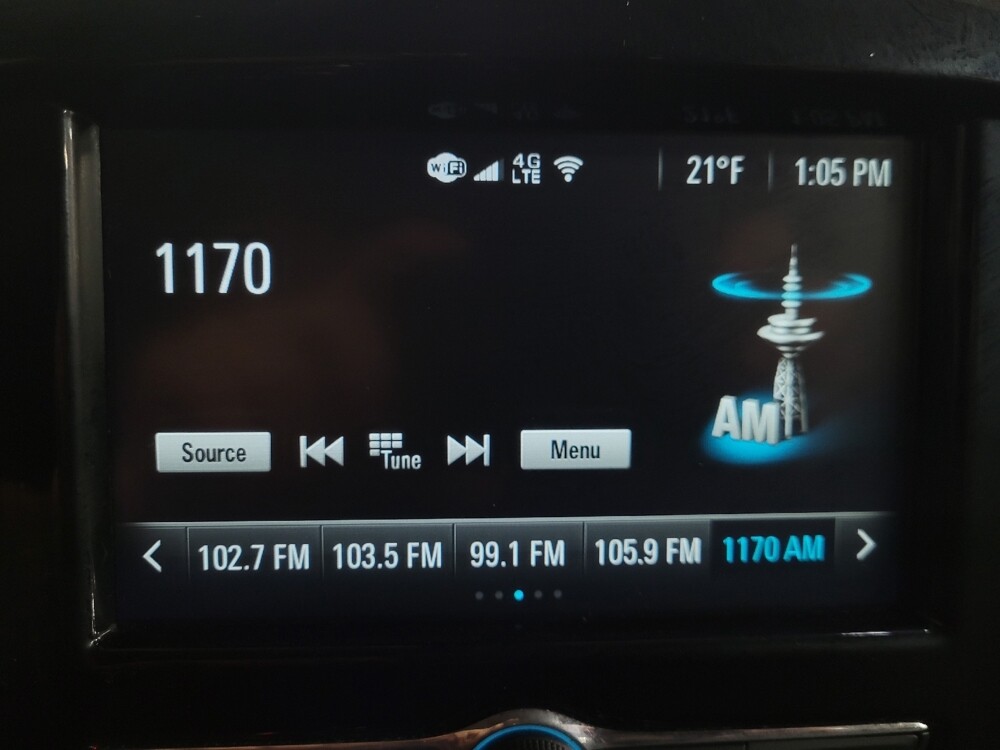 WiFi 4G LTE 21°F 1:05 PM
1170
AM
Source Tune Menu
102.7 FM 103.5 FM 99.1 FM 105.9 FM 1170 AM